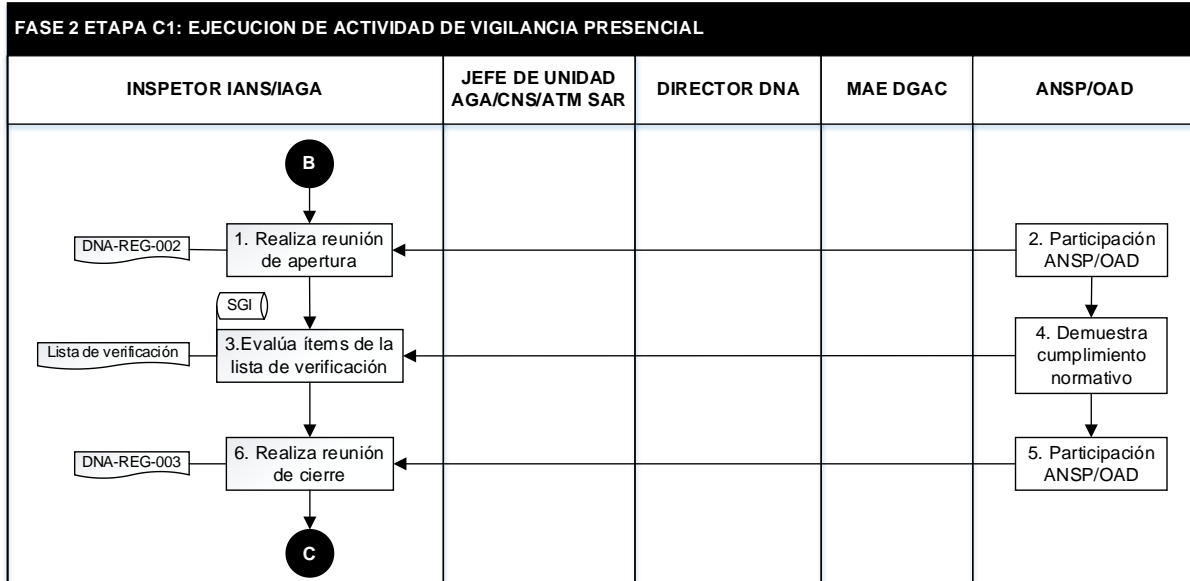 FASE 2 ETAPA C1: EJECUCION DE ACTIVIDAD DE VIGILANCIA PRESENCIAL
INSPETOR IANS/IAGA
JEFE DE UNIDAD
AGA/CNS/ATM SAR
DIRECTOR DNA
MAE DGAC
ANSP/OAD
B
DNA-REG-002
1. Realiza reunión
de apertura
2. Participación
ANSP/OAD
SGI
Lista de verificación
3.Evalúa ítems de la
lista de verificación
4. Demuestra
cumplimiento
normativo
DNA-REG-003
6. Realiza reunión
de cierre
5. Participación
ANSP/OAD
C